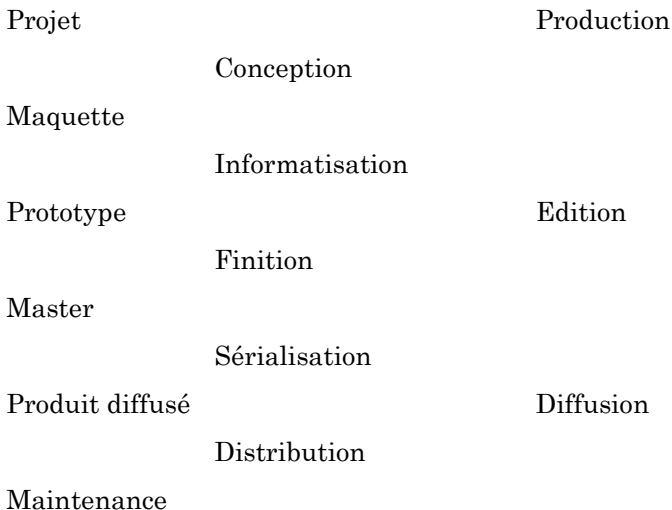 Projet Production
Conception
Maquette
Informatisation
Prototype Edition
Finition
Master
Sérialisation
Produit diffusé Diffusion
Distribution
Maintenance